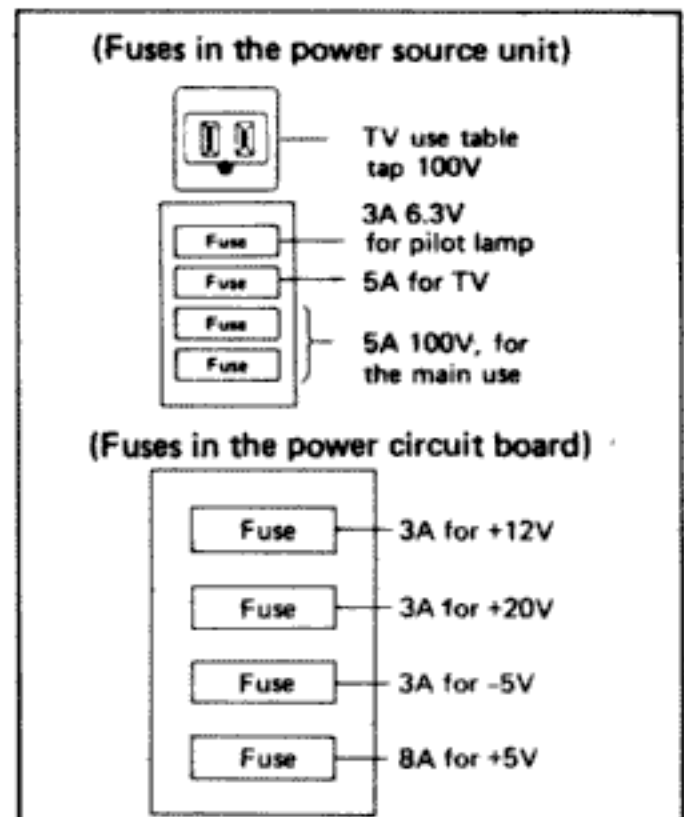 (Fuses in the power source unit)
TV use table
tap 100V
3A 6.3V
for pilot lamp
Fuse
5A for TV
Fuse
Fuse
5A 100V, for
the main use
Fuse
(Fuses in the power circuit board)
Fuse
3A for +12V
Fuse
3A for +20V
Fuse
3A for -5V
Fuse
8A for +5V